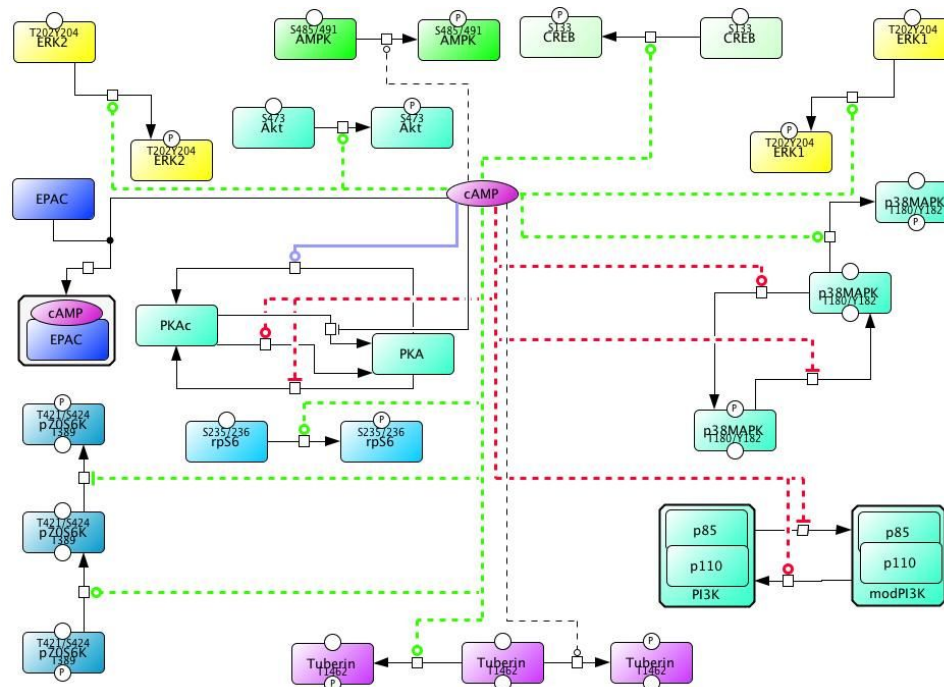 T202Y204
ERK2
P
T202Y204
ERK2
S485/491
AMPK
P
S485/491
AMPK
P
S133
CREB
S133
CREB
T202Y204
ERK1
P
T202Y204
ERK1
S473
Akt
P
S473
Akt
EPAC
cAMP
cAMP
EPAC
p38MAPK
T180/Y182
P
p38MAPK
T180/Y182
P
p38MAPK
T180/Y182
PKAc
PKA
S235/236
rpS6
P
S235/236
rpS6
P
T421/S424
p70S6K
T389
T421/S424
p70S6K
T389
T421/S424
p70S6K
T389
P
p85
p110
PI3K
p85
p110
modPI3K
Tuberin
T1462
P
Tuberin
T1462
P
Tuberin
T1462